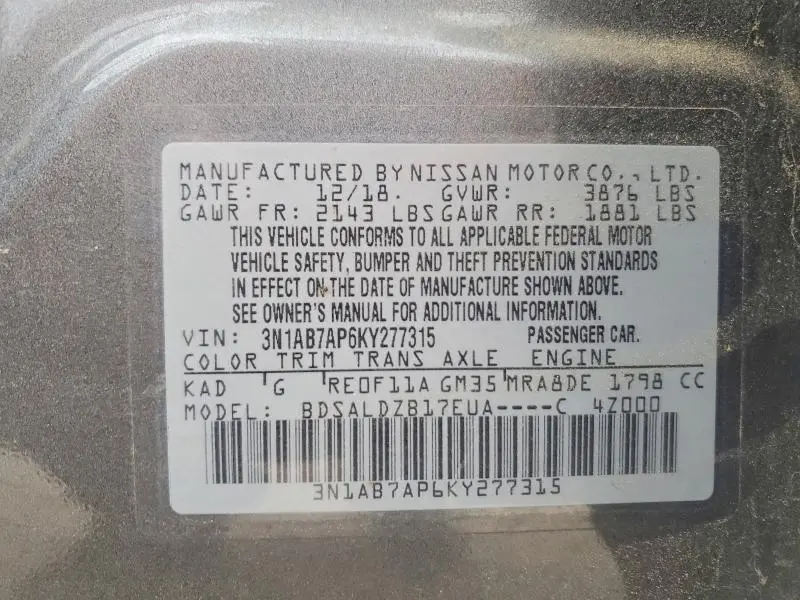 MANUFACTURED BY NISSAN MOTOR CO., LTD.
DATE: 12/18. GVWR: 3876 LBS
GAWR FR: 2143 LBS GAWR RR: 1881 LBS
THIS VEHICLE CONFORMS TO ALL APPLICABLE FEDERAL MOTOR
VEHICLE SAFETY, BUMPER AND THEFT PREVENTION STANDARDS
IN EFFECT ON THE DATE OF MANUFACTURE SHOWN ABOVE.
SEE OWNER'S MANUAL FOR ADDITIONAL INFORMATION.
VIN: 3N1AB7AP6KY277315 PASSENGER CAR.
COLOR TRIM TRANS AXLE ENGINE
KAD G RE0F11A GM35 MRA8DE 1798 CC
MODEL: BDSALDZB17EUA----C 4Z000
3N1AB7AP6KY277315